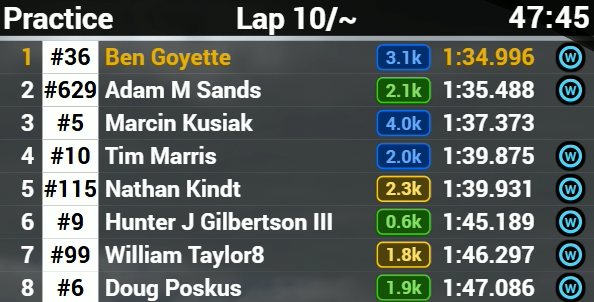 Practice Lap 10/~ 47:45
1 #36 Ben Goyette 3.1k 1:34.996 W
2 #629 Adam M Sands 2.1k 1:35.488 W
3 #5 Marcin Kusiak 4.0k 1:37.373
4 #10 Tim Marris 2.0k 1:39.875 W
5 #115 Nathan Kindt 2.3k 1:39.931 W
6 #9 Hunter J Gilbertson III 0.6k 1:45.189 W
7 #99 William Taylor8 1.8k 1:46.297 W
8 #6 Doug Poskus 1.9k 1:47.086 W